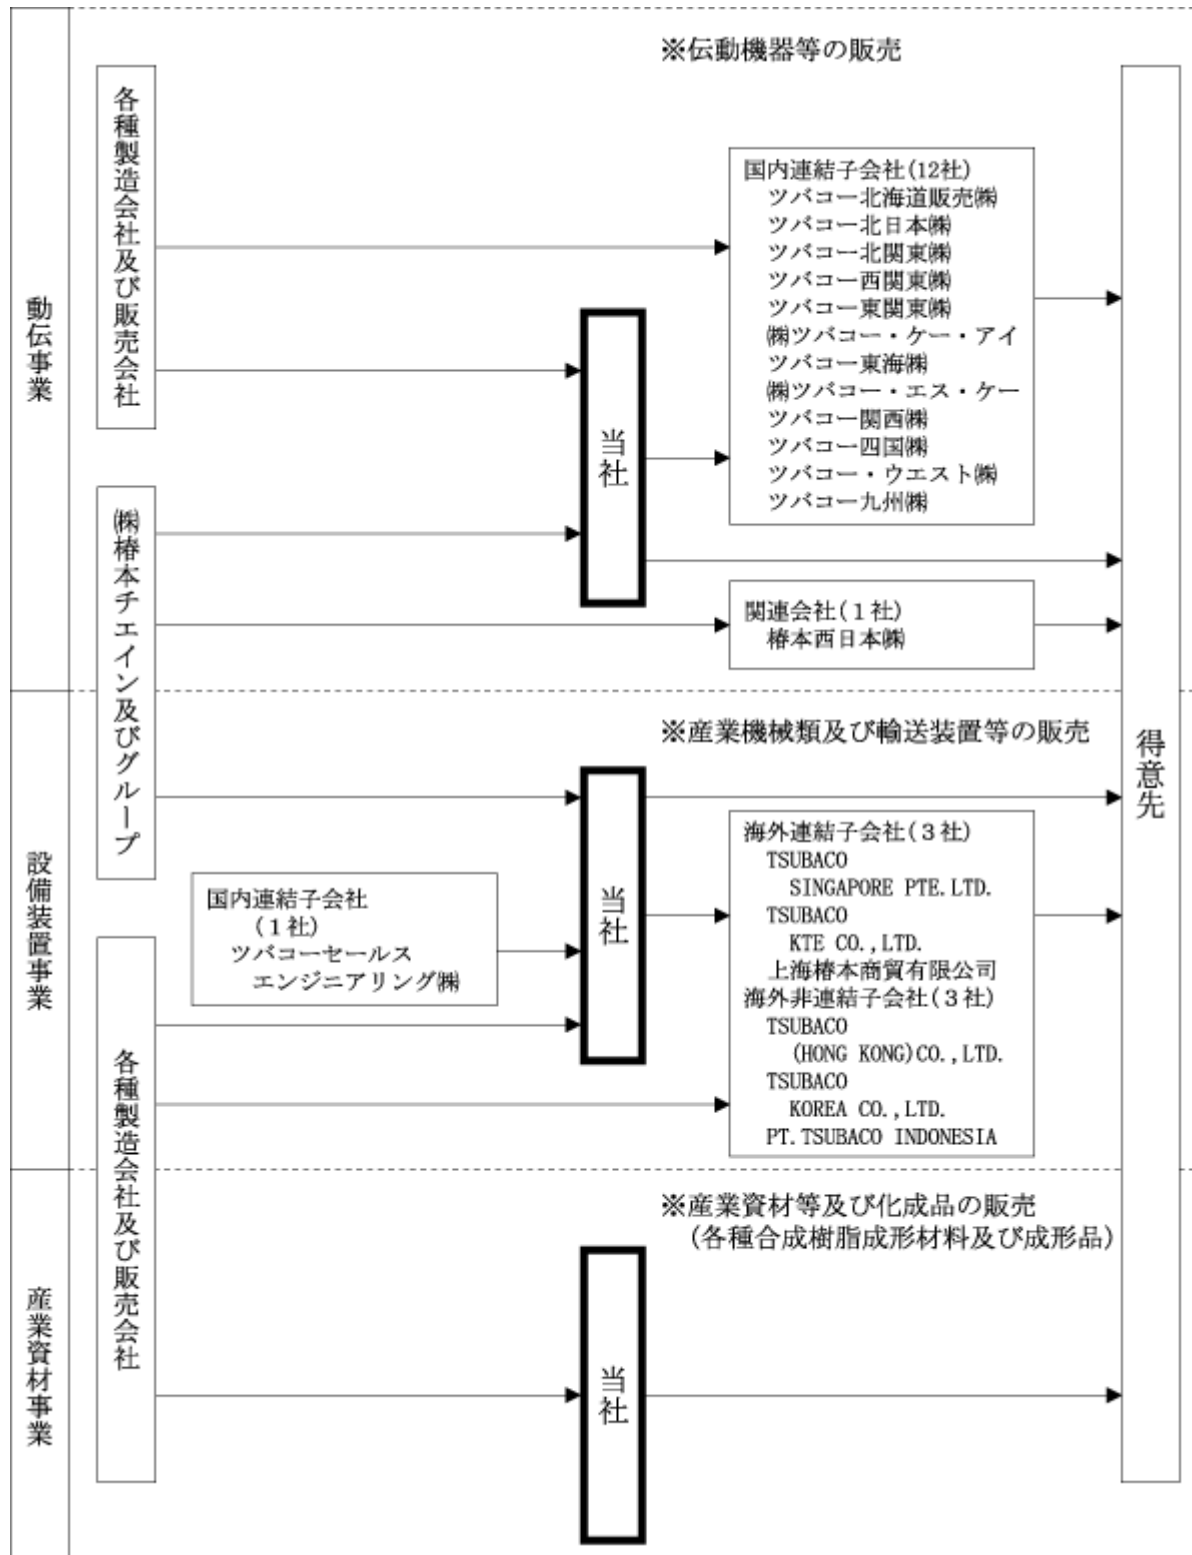 動伝事業
各種製造会社及び販売会社
※伝動機器等の販売
国内連結子会社(12社)
ツバコー北海道販売㈱
ツバコー北日本㈱
ツバコー北関東㈱
ツバコー西関東㈱
ツバコー東関東㈱
㈱ツバコー・ケー・アイ
ツバコー東海㈱
㈱ツバコー・エス・ケー
ツバコー関西㈱
ツバコー四国㈱
ツバコー・ウエスト㈱
ツバコー九州㈱
当社
㈱椿本チエイン及びグループ
関連会社(1社)
椿本西日本㈱
得意先
設備装置事業
※産業機械類及び輸送装置等の販売
当社
国内連結子会社
(1社)
ツバコーセールス
エンジニアリング㈱
海外連結子会社(3社)
TSUBACO
SINGAPORE PTE.LTD.
TSUBACO
KTE CO.,LTD.
上海椿本商貿有限公司
海外非連結子会社(3社)
TSUBACO
(HONG KONG)CO.,LTD.
TSUBACO
KOREA CO.,LTD.
PT.TSUBACO INDONESIA
各種製造会社及び販売会社
産業資材事業
※産業資材等及び化成品の販売
(各種合成樹脂成形材料及び成形品)
当社